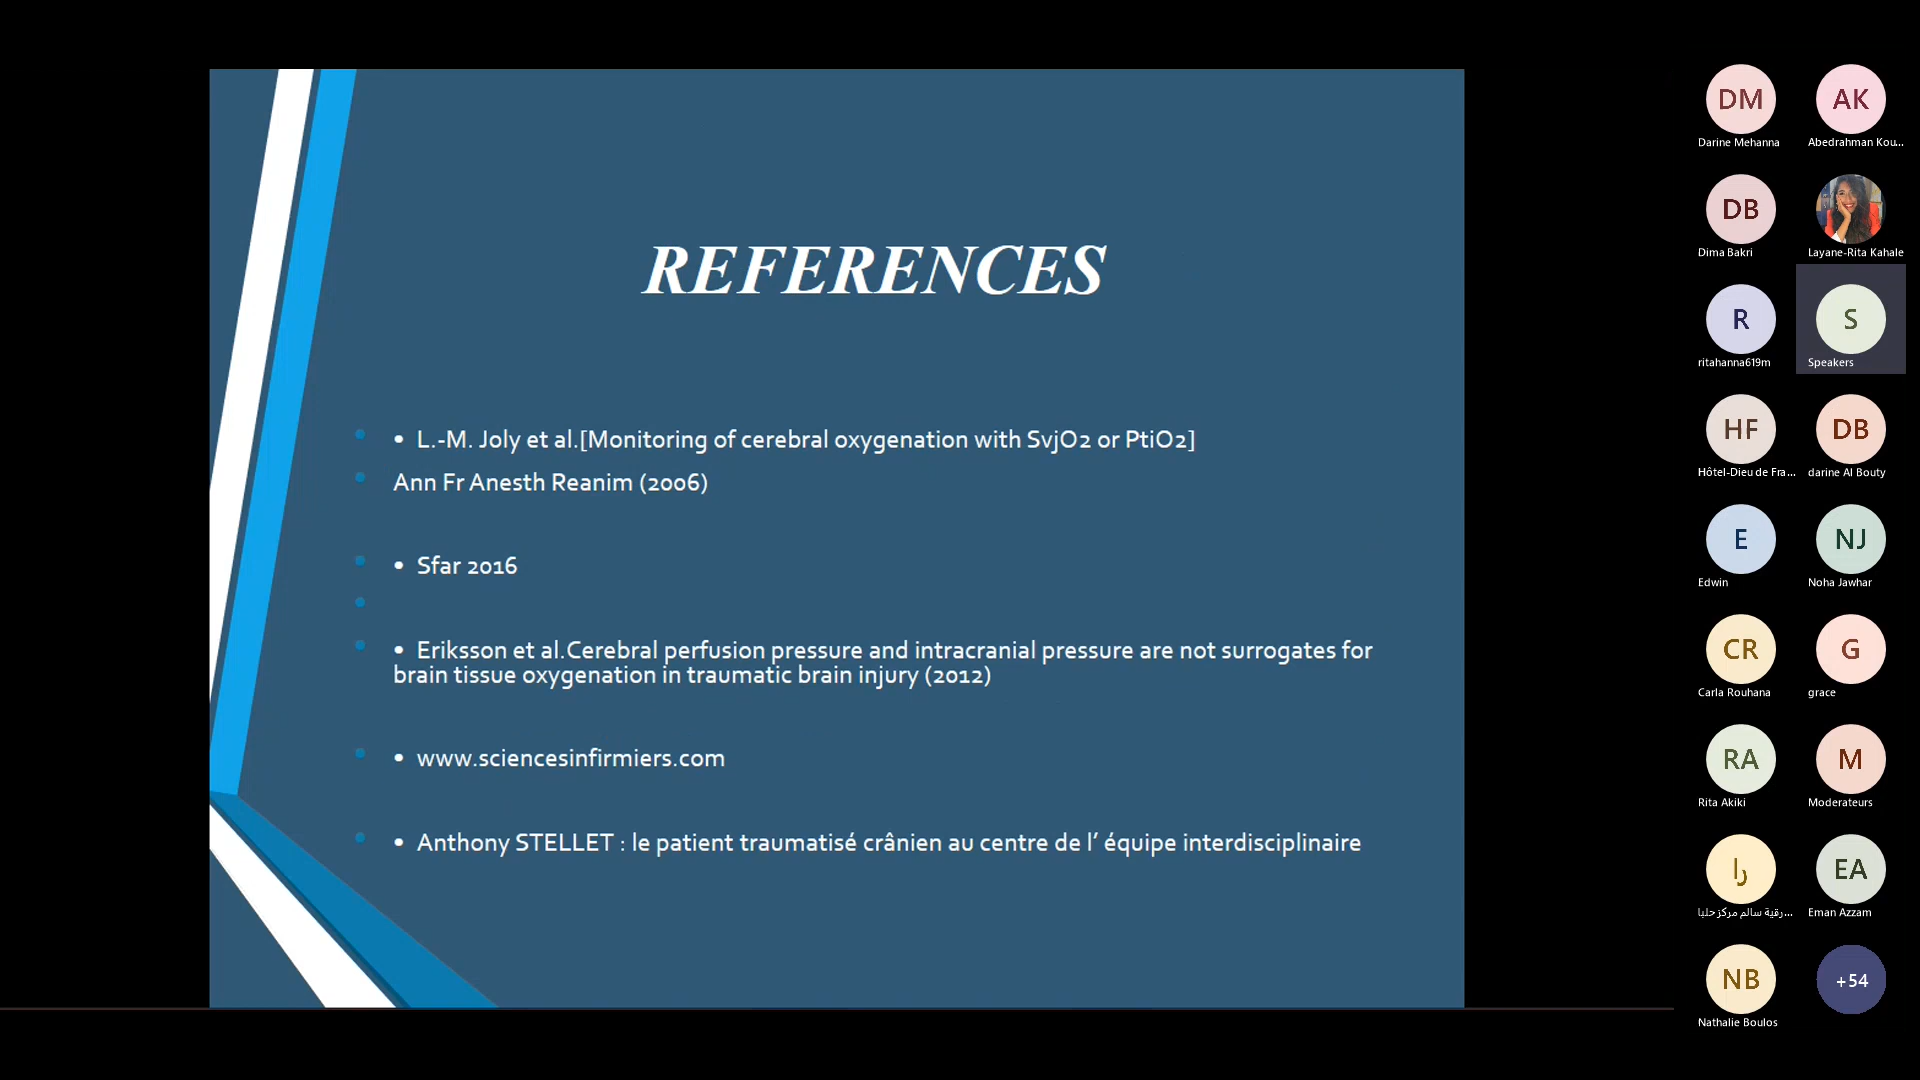 REFERENCES
• L.-M. Joly et al.[Monitoring of cerebral oxygenation with SvjO2 or PtiO2]
Ann Fr Anesth Reanim (2006)
• Sfar 2016
• Eriksson et al.Cerebral perfusion pressure and intracranial pressure are not surrogates for
brain tissue oxygenation in traumatic brain injury (2012)
• www.sciencesinfirmiers.com
• Anthony STELLET : le patient traumatisé crânien au centre de l’ équipe interdisciplinaire
DM
AK
Darine Mehanna
Abedrahman Kou...
DB
Dima Bakri
Layane-Rita Kahale
R
S
ritahanna619m
Speakers
HF
DB
Hôtel-Dieu de Fra...
darine Al Bouty
E
NJ
Edwin
Noha Jawhar
CR
G
Carla Rouhana
grace
RA
M
Rita Akiki
Moderateurs
را
EA
رقية سالم مركز حلبا...
Eman Azzam
NB
+54
Nathalie Boulos